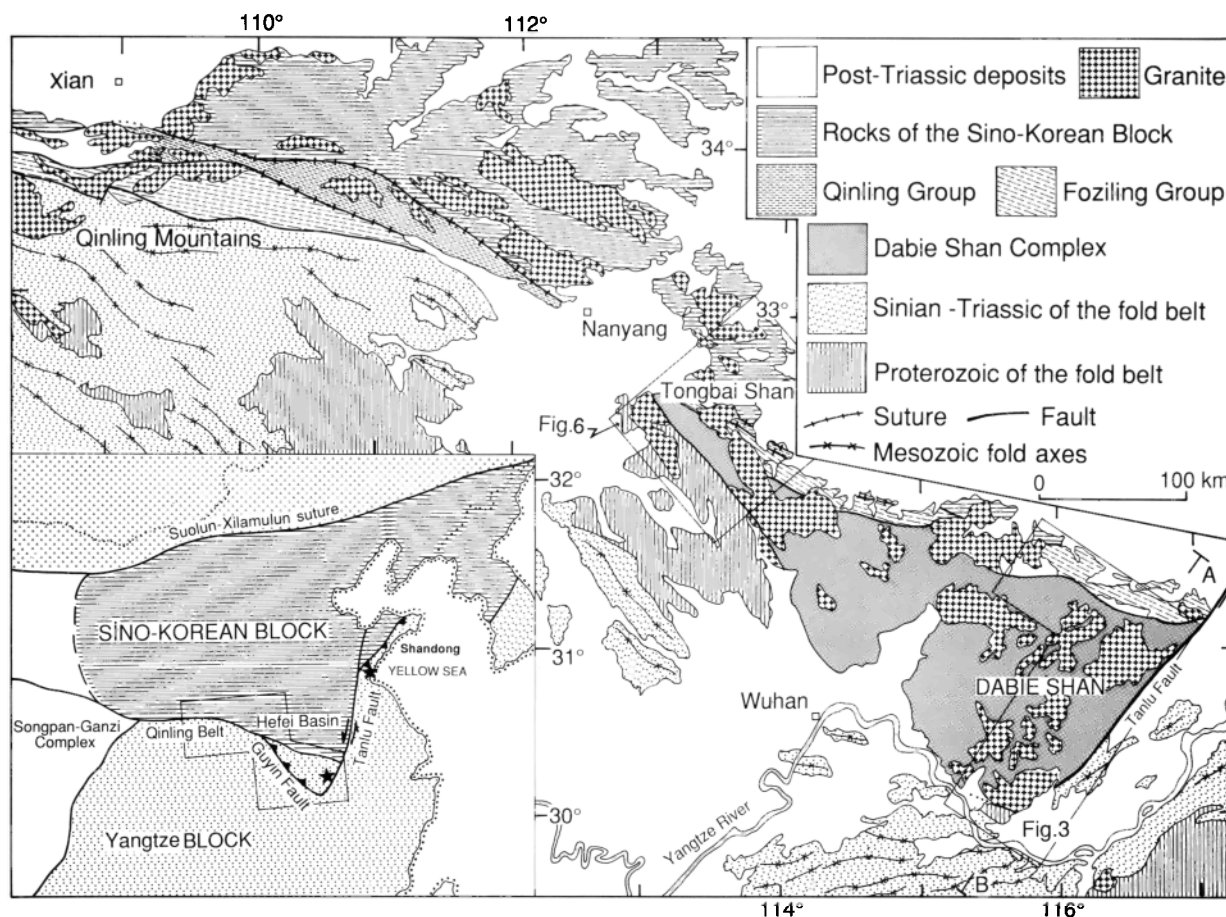 110°
112°
Xian
Post-Triassic deposits
Granite
Rocks of the Sino-Korean Block
34°
Qinling Group
Foziling Group
Qinling Mountains
Dabie Shan Complex
Sinian -Triassic of the fold belt
Nanyang
33°
Proterozoic of the fold belt
Tongbai Shan
Suture
Fault
Fig.6
Mesozoic fold axes
0
100 km
32°
Suolun-Xilamulun suture
A
SINO-KOREAN BLOCK
Shandong
31°
YELLOW SEA
DABIE SHAN
Wuhan
Tanlu Fault
Songpan-Ganzi
Complex
Qinling Belt
Hefei Basin
Tanlu Fault
Guyin Fault
30°
Yangtze BLOCK
Yangtze River
Fig.3
B
114°
116°